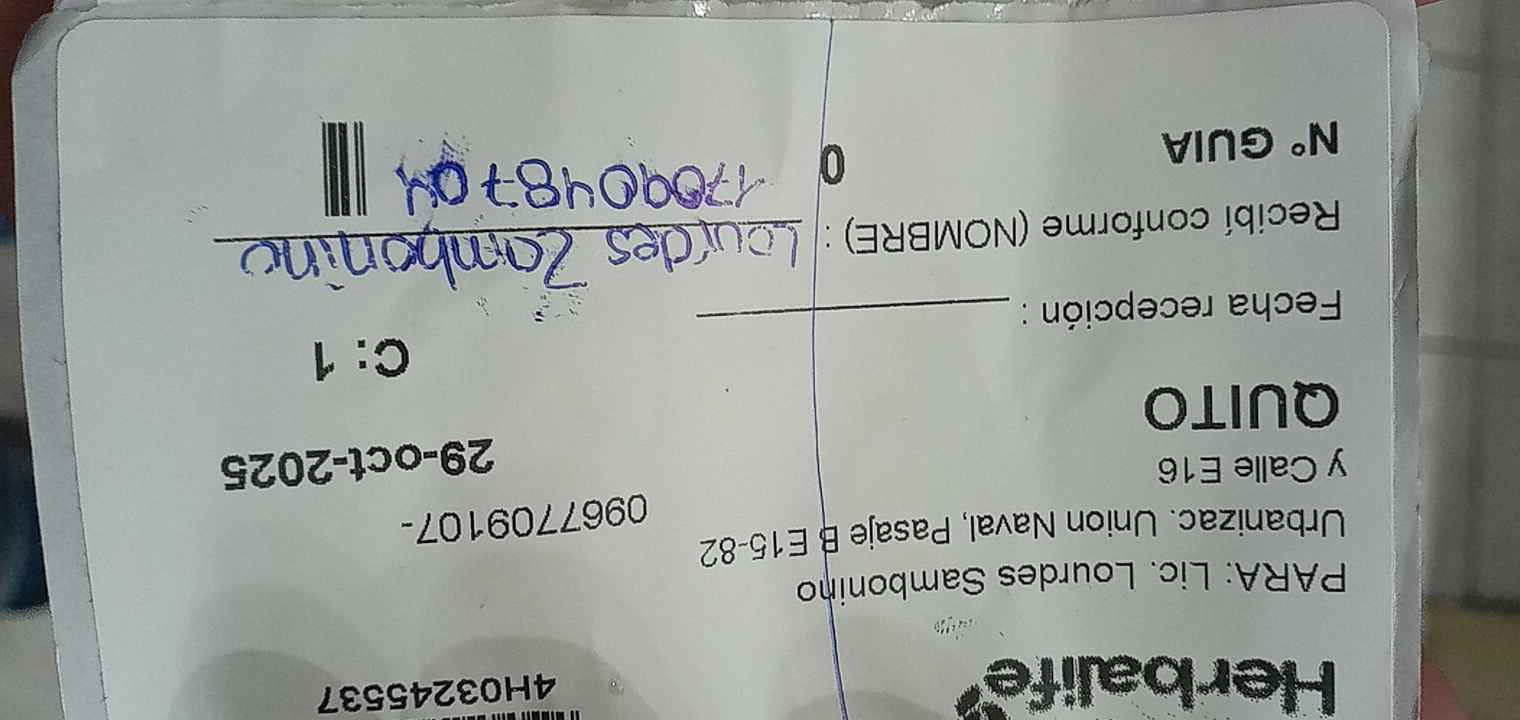 4H03245537
Herbalife
PARA: Lic. Lourdes Sambonino
Urbanizac. Union Naval, Pasaje B E15-82
0967709107-
y Calle E16
29-oct-2025
QUITO
C: 1
Fecha recepción :
Recibí conforme (NOMBRE) : Lourdes Zambonino
1709048704
N° GUIA 0